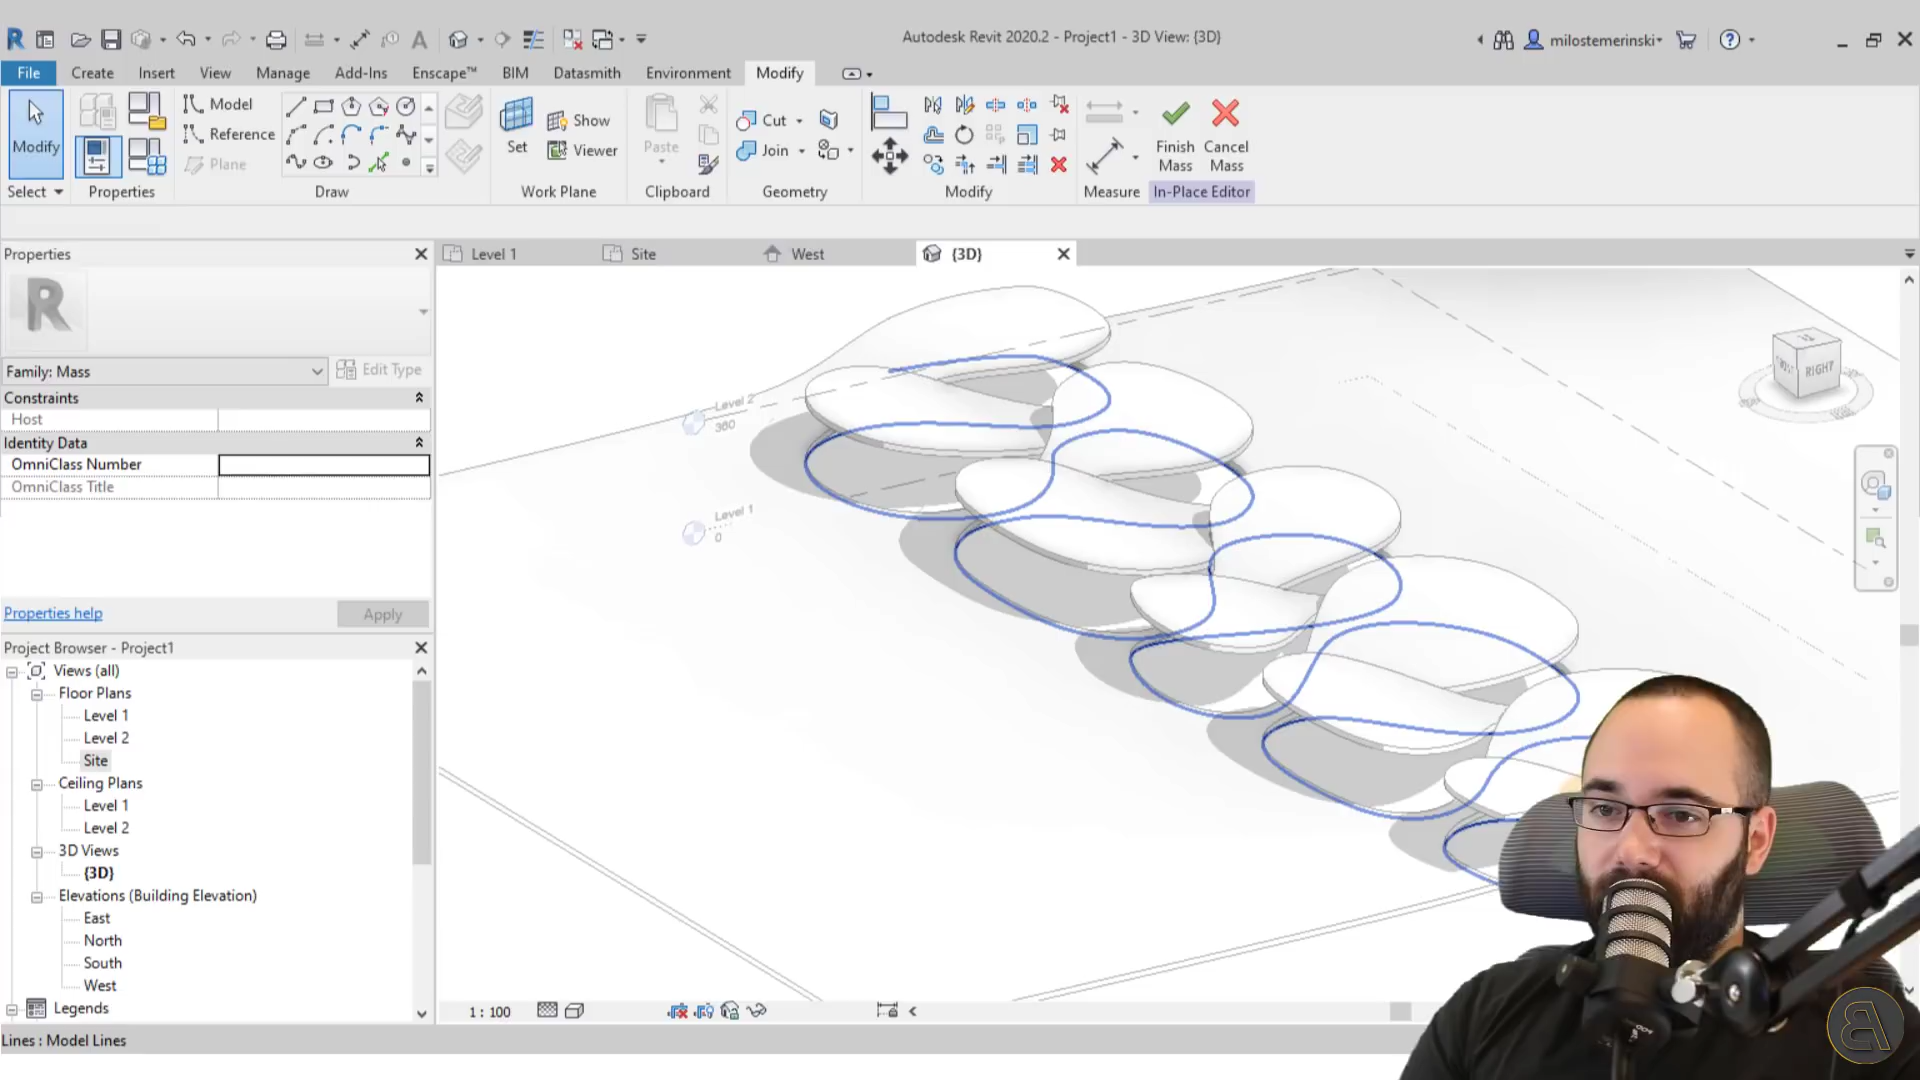 Autodesk Revit 2020.2 - Project1 - 3D View: {3D}
milostemerinski
File Create Insert View Manage Add-Ins Enscape™ BIM Datasmith Environment Modify
Modify
Model
Reference
Plane
Set
Show
Viewer
Paste
Cut
Join
Finish Mass
Cancel Mass
Select Properties Draw Work Plane Clipboard Geometry Modify Measure In-Place Editor
Properties
Level 1 Site West {3D}
R
Family: Mass
Edit Type
Constraints
Host
Identity Data
OmniClass Number
OmniClass Title
Properties help
Apply
Project Browser - Project1
Views (all)
Floor Plans
Level 1
Level 2
Site
Ceiling Plans
Level 1
Level 2
3D Views
{3D}
Elevations (Building Elevation)
East
North
South
West
Legends
Level 2
360
Level 1
0
RIGHT
1 : 100
Lines : Model Lines